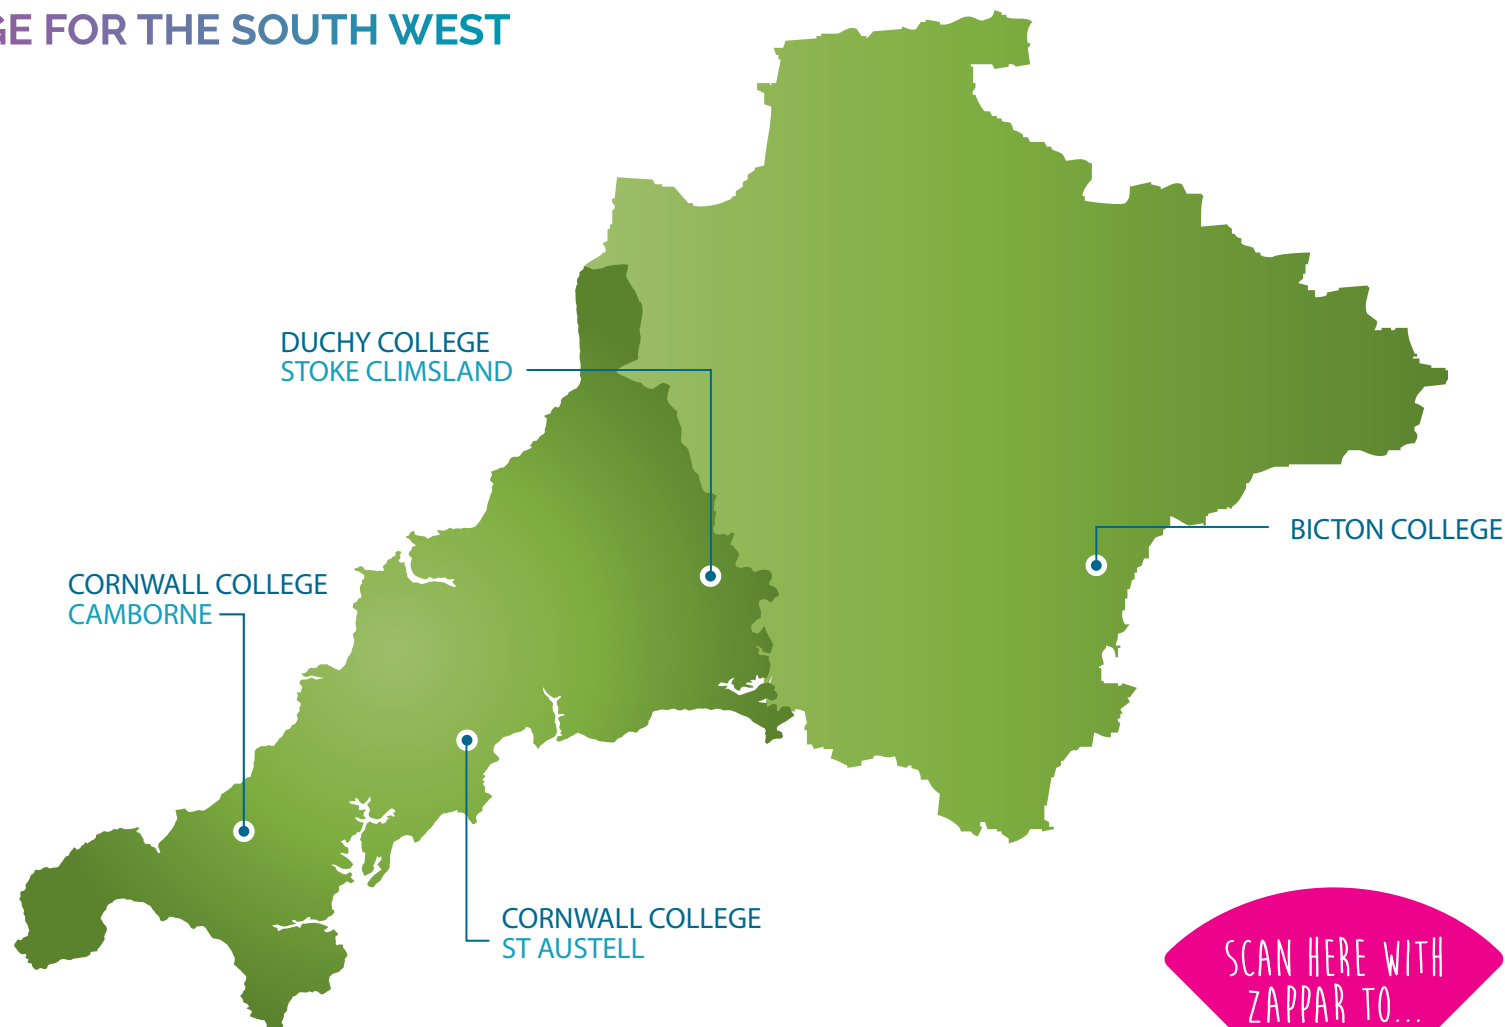 GE FOR THE SOUTH WEST
DUCHY COLLEGE
STOKE CLIMSLAND
BICTON COLLEGE
CORNWALL COLLEGE
CAMBORNE
CORNWALL COLLEGE
ST AUSTELL
SCAN HERE WITH
ZAPPAR TO...